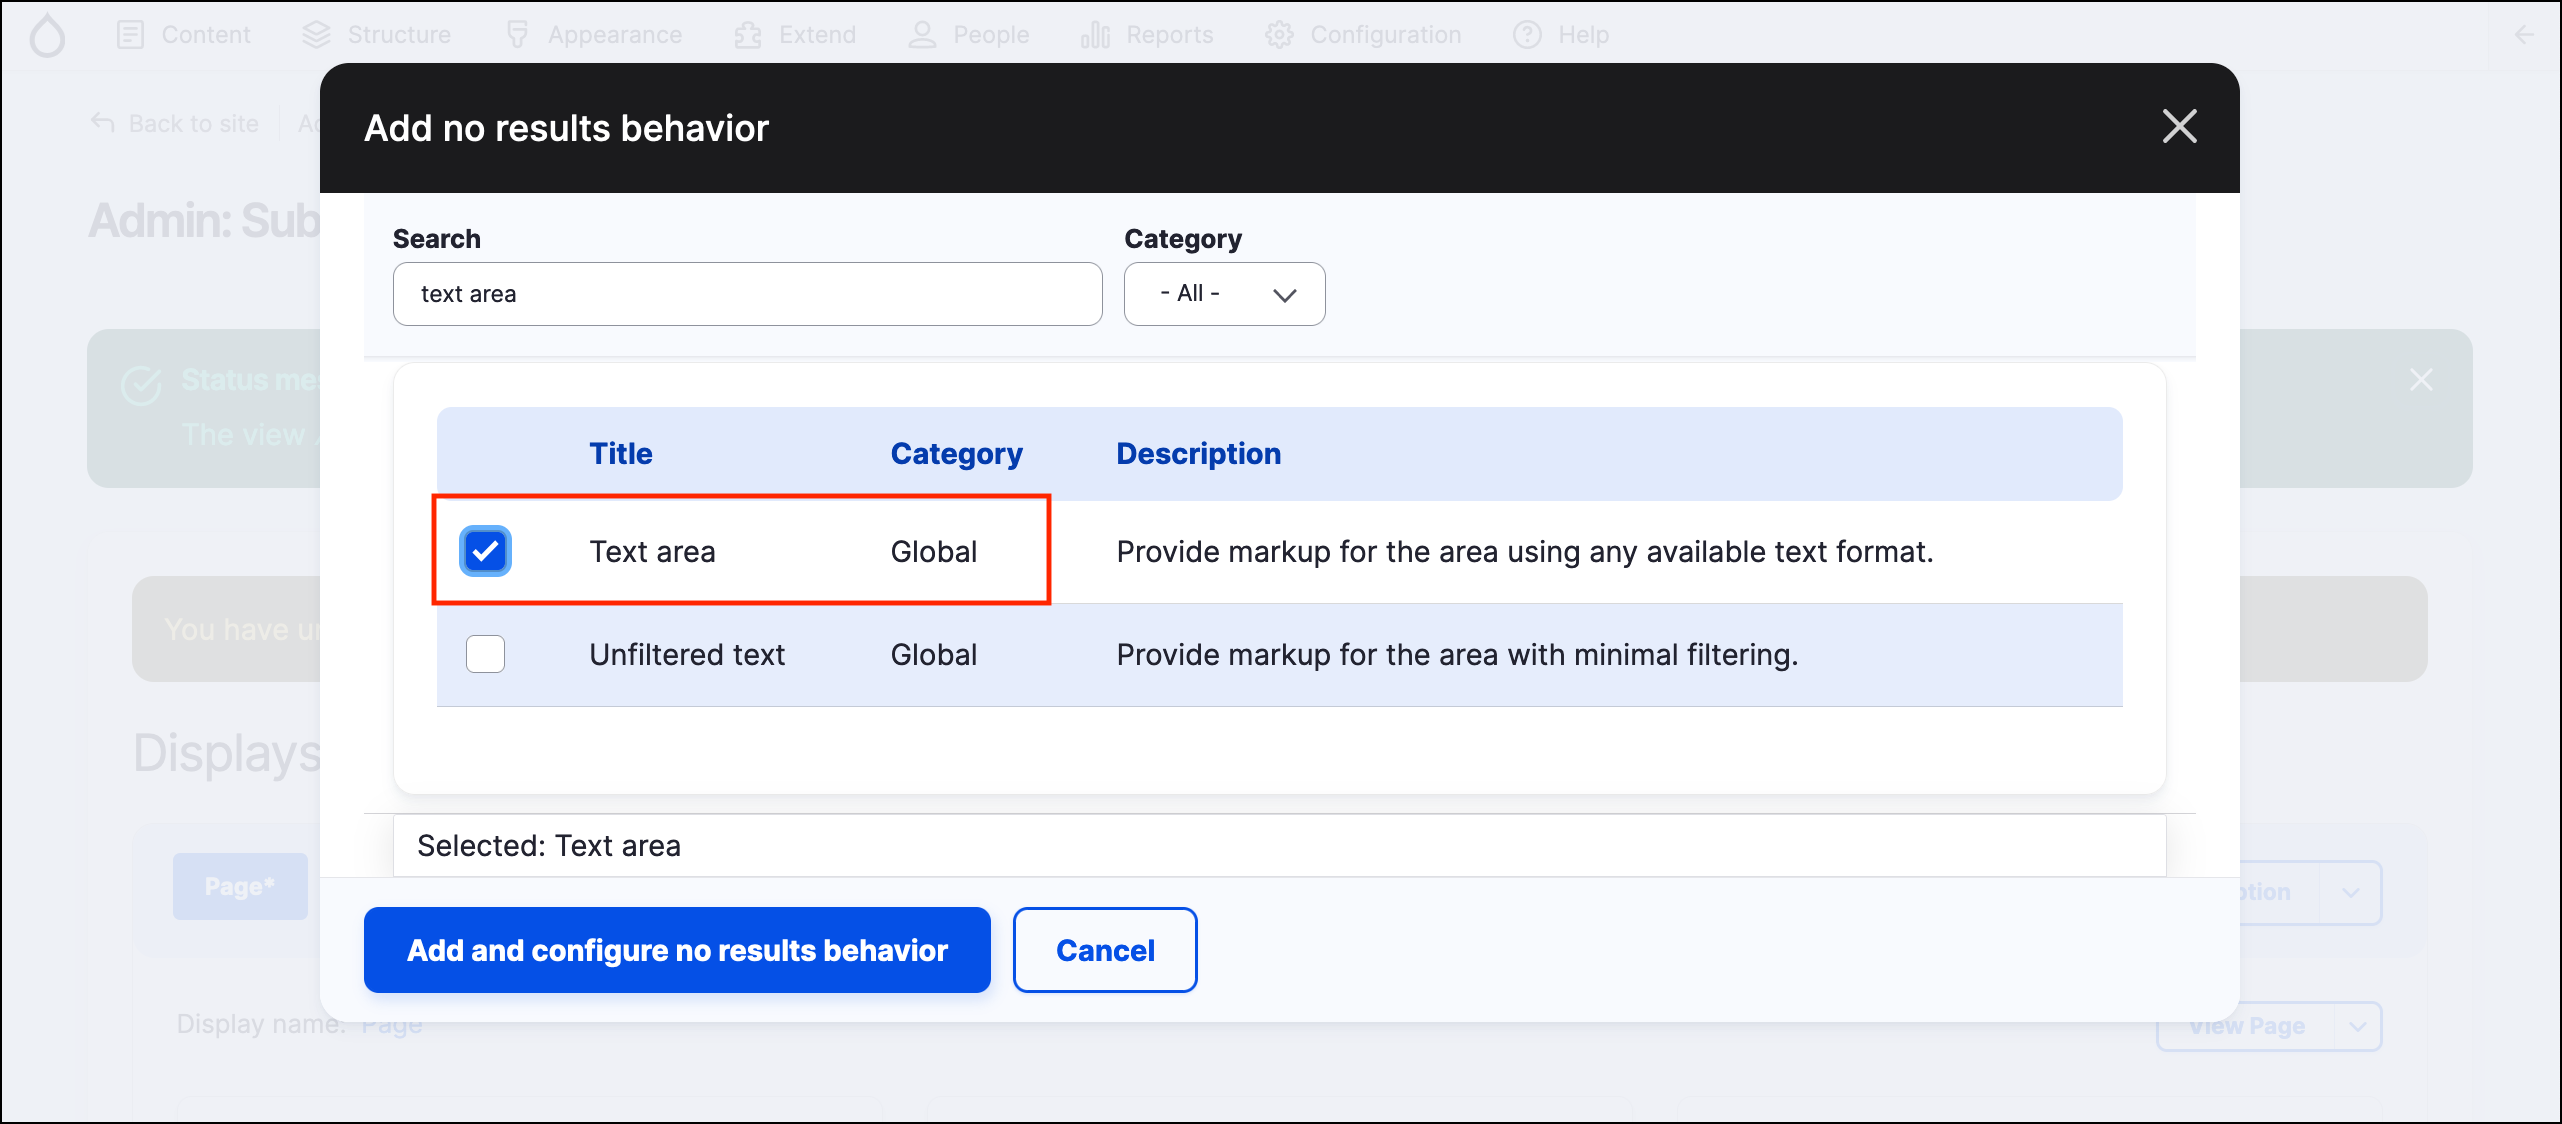 Content Structure Appearance Extend People Reports Configuration Help
Add no results behavior
Back to site
Admin: Sub
Search Category
text area - All -
Status mes
The view
Title Category Description
Text area Global Provide markup for the area using any available text format.
You have un
Unfiltered text Global Provide markup for the area with minimal filtering.
Displays
Selected: Text area
Page*
Add and configure no results behavior Cancel
Display name: Page
View Page